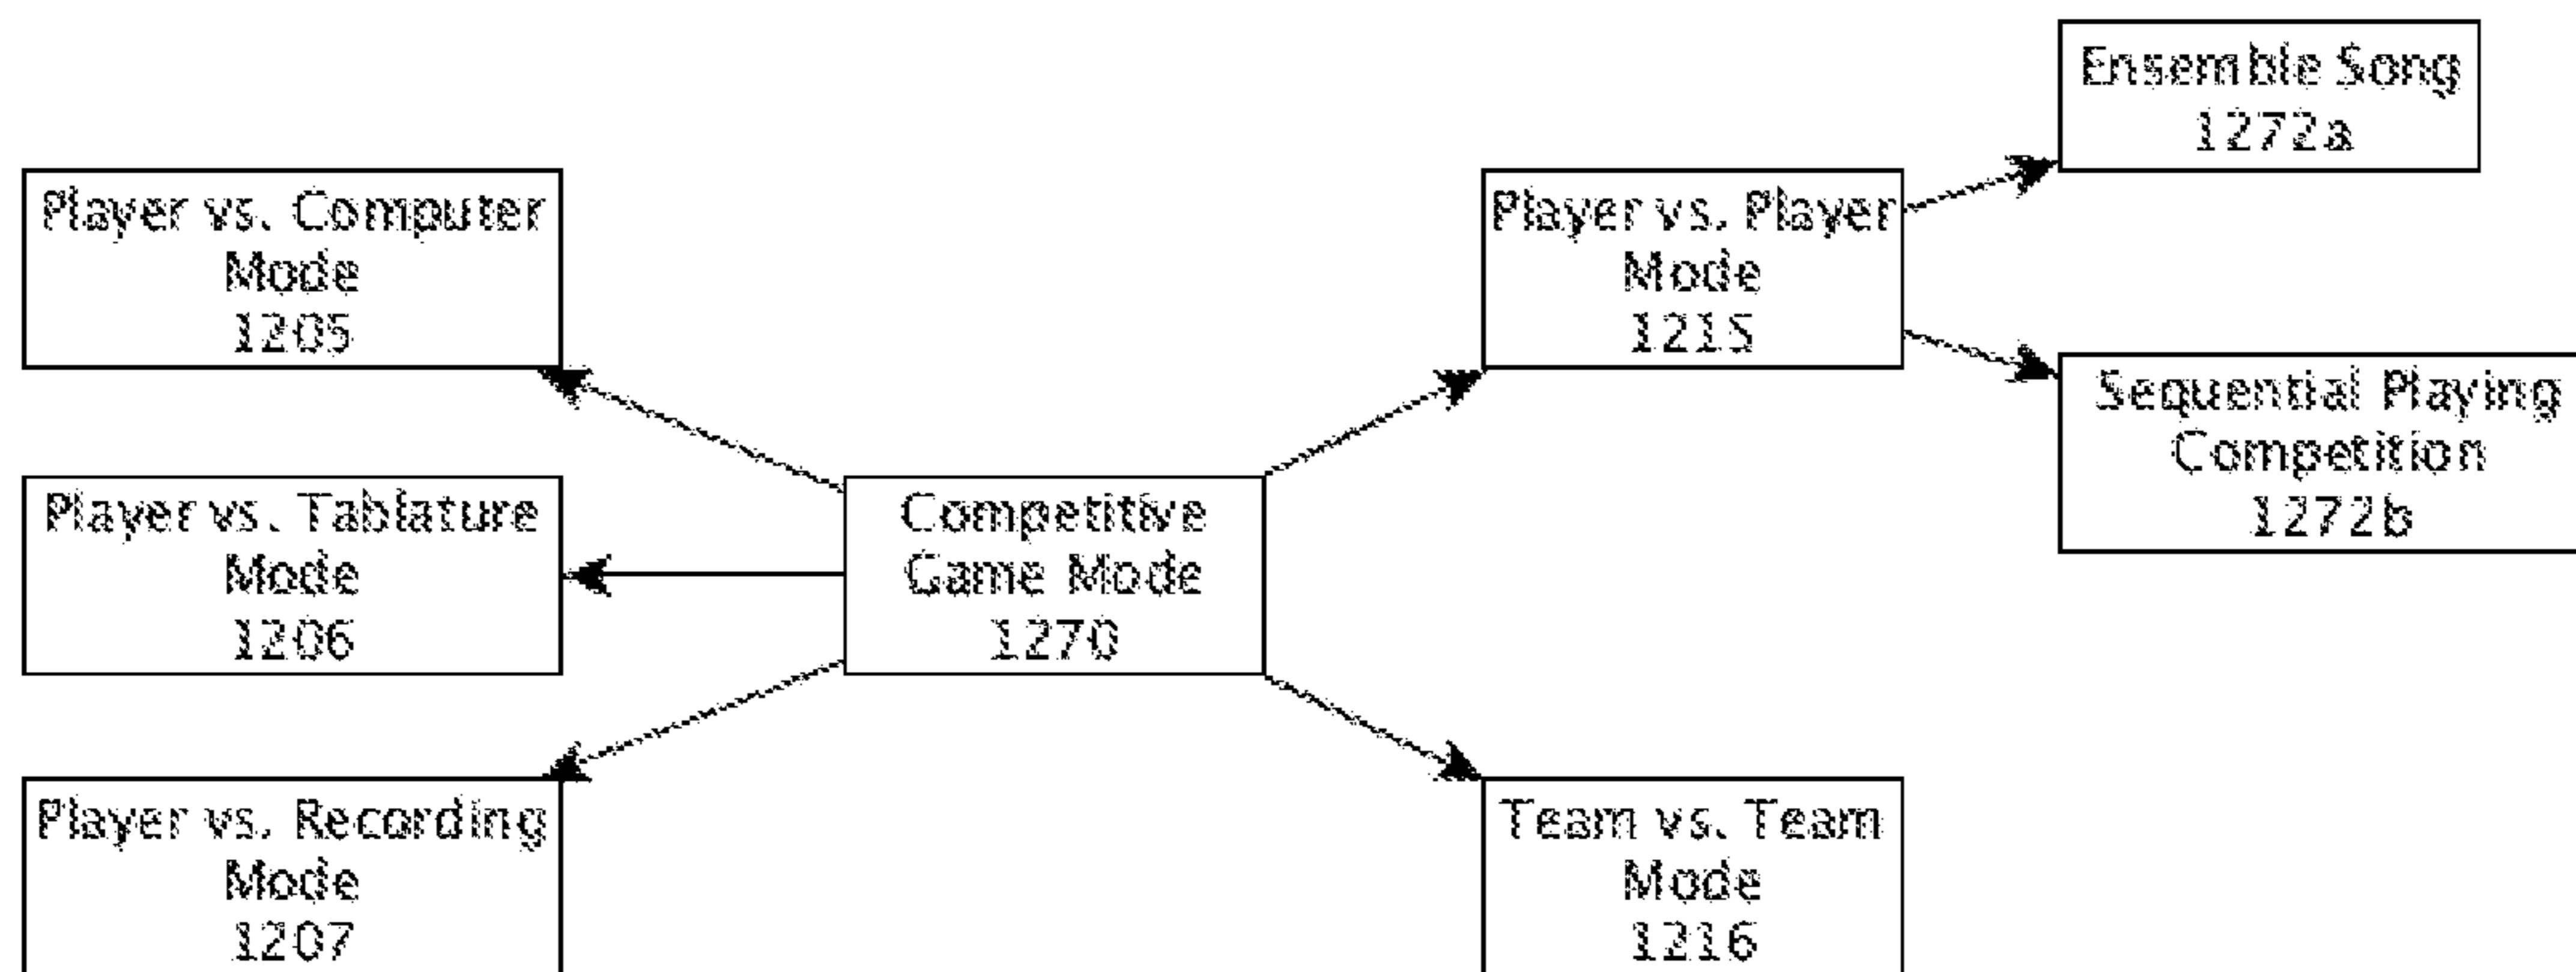 Ensemble Song
1272a
Player vs. Computer
Mode
1205
Player vs. Player
Mode
1215
Sequential Playing
Competition
1272b
Player vs. Tablature
Mode
1206
Competitive
Game Mode
1270
Player vs. Recording
Mode
1207
Team vs. Team
Mode
1216